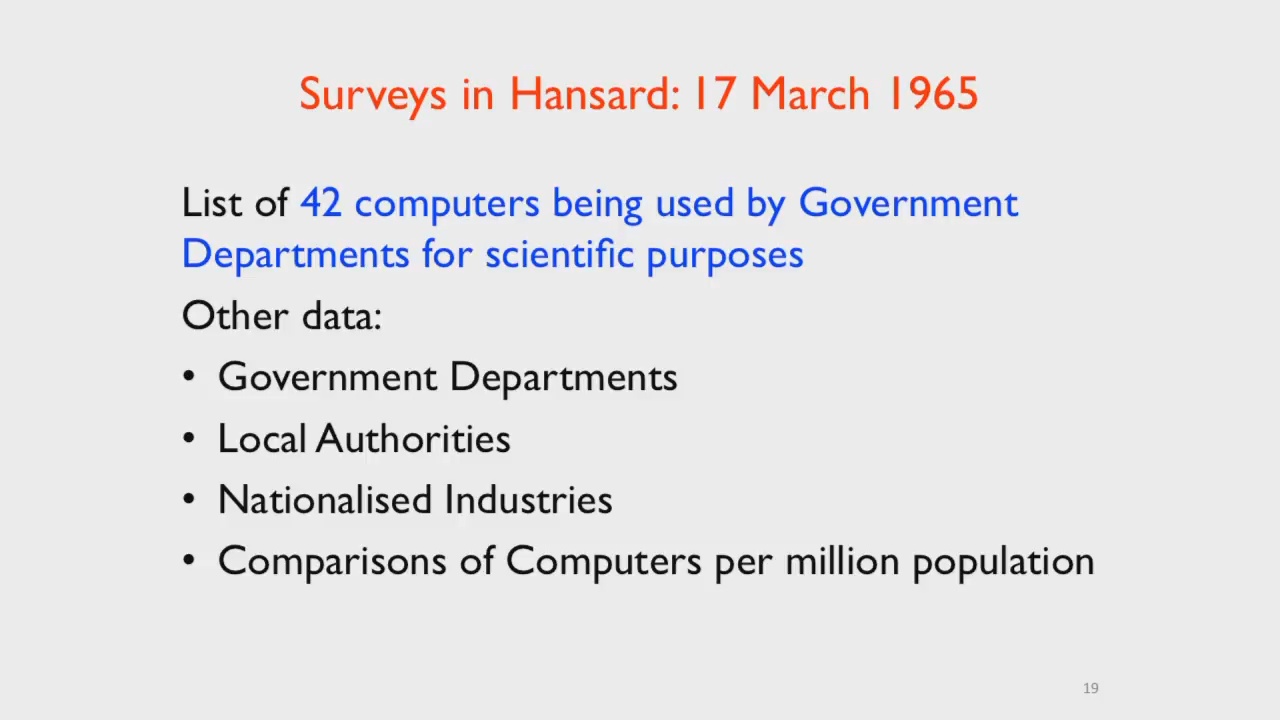 Surveys in Hansard: 17 March 1965
List of 42 computers being used by Government
Departments for scientific purposes
Other data:
• Government Departments
• Local Authorities
• Nationalised Industries
• Comparisons of Computers per million population
19